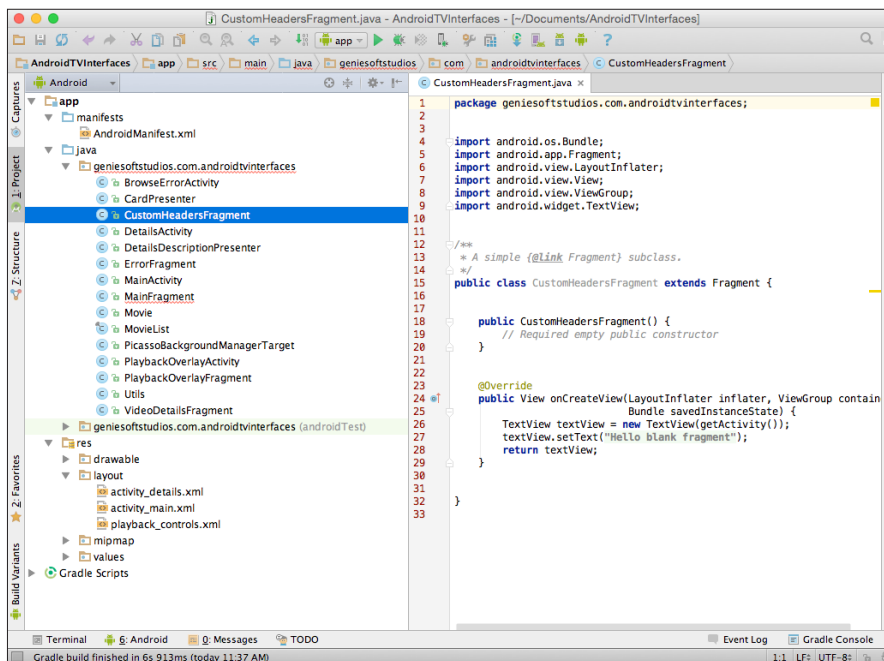 CustomHeadersFragment.java - AndroidTVInterfaces - [~/Documents/AndroidTVInterfaces]
app
AndroidTVInterfaces app src main java geniesoftstudios com androidtvinterfaces CustomHeadersFragment
Captures
1: Project
Z: Structure
2: Favorites
Build Variants
Android
app
manifests
AndroidManifest.xml
java
geniesoftstudios.com.androidtvinterfaces
BrowseErrorActivity
CardPresenter
CustomHeadersFragment
DetailsActivity
DetailsDescriptionPresenter
ErrorFragment
MainActivity
MainFragment
Movie
MovieList
PicassoBackgroundManagerTarget
PlaybackOverlayActivity
PlaybackOverlayFragment
Utils
VideoDetailsFragment
geniesoftstudios.com.androidtvinterfaces (androidTest)
res
drawable
layout
activity_details.xml
activity_main.xml
playback_controls.xml
mipmap
values
Gradle Scripts
CustomHeadersFragment.java
1 package geniesoftstudios.com.androidtvinterfaces;
2
3
4 import android.os.Bundle;
5 import android.app.Fragment;
6 import android.view.LayoutInflater;
7 import android.view.View;
8 import android.view.ViewGroup;
9 import android.widget.TextView;
10
11
12 /**
13 * A simple {@link Fragment} subclass.
14 */
15 public class CustomHeadersFragment extends Fragment {
16
17
18 public CustomHeadersFragment() {
19 // Required empty public constructor
20 }
21
22
23 @Override
24 public View onCreateView(LayoutInflater inflater, ViewGroup contain
25 Bundle savedInstanceState) {
26 TextView textView = new TextView(getActivity());
27 textView.setText("Hello blank fragment");
28 return textView;
29 }
30
31
32 }
33
Terminal 6: Android 0: Messages TODO Event Log Gradle Console
Gradle build finished in 6s 913ms (today 11:37 AM) 1:1 LF UTF-8